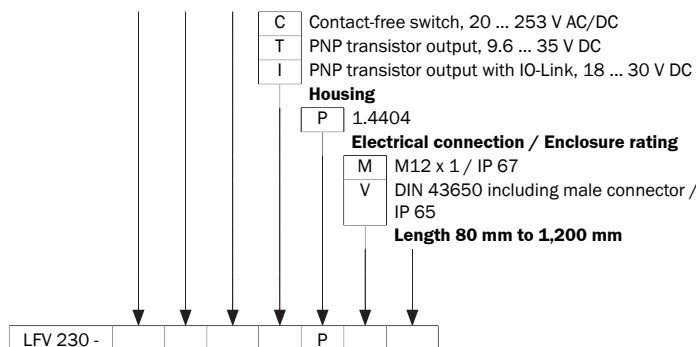 C Contact-free switch, 20 ... 253 V AC/DC
T PNP transistor output, 9.6 ... 35 V DC
I PNP transistor output with IO-Link, 18 ... 30 V DC
Housing
P 1.4404
Electrical connection / Enclosure rating
M M12 x 1 / IP 67
V DIN 43650 including male connector /
IP 65
Length 80 mm to 1,200 mm
LFV 230 - P